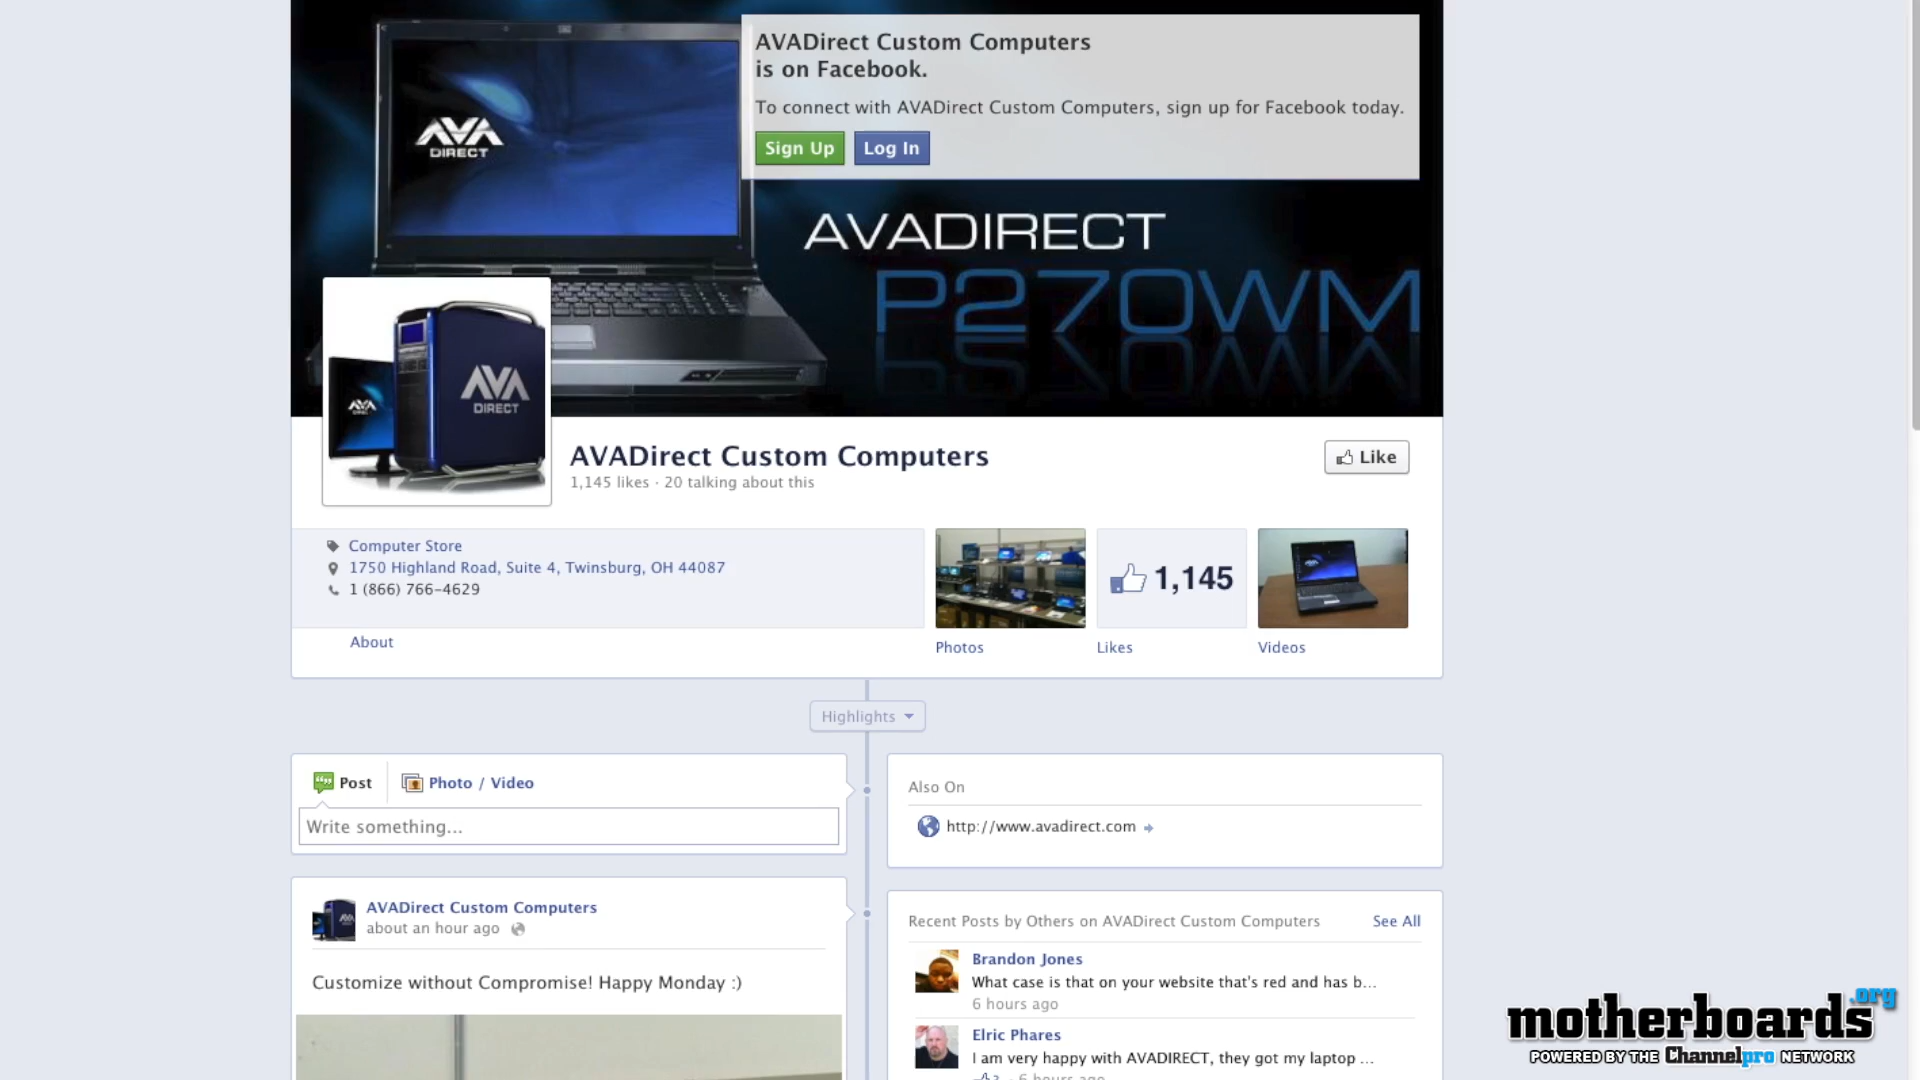 AVADirect Custom Computers
is on Facebook.
To connect with AVADirect Custom Computers, sign up for Facebook today.
Sign Up Log In
AVA
DIRECT
AVADIRECT
P270WM
AVA
DIRECT
AVADirect Custom Computers
Like
1,145 likes · 20 talking about this
Computer Store
1750 Highland Road, Suite 4, Twinsburg, OH 44087
1 (866) 766-4629
1,145
About
Photos
Likes
Videos
Highlights
Post
Photo / Video
Write something...
Also On
http://www.avadirect.com
AVADirect Custom Computers
about an hour ago
Customize without Compromise! Happy Monday :)
Recent Posts by Others on AVADirect Custom Computers
See All
Brandon Jones
What case is that on your website that's red and has b...
6 hours ago
Elric Phares
I am very happy with AVADIRECT, they got my laptop ...
6 hours ago
motherboards.org
POWERED BY THE Channelpro NETWORK